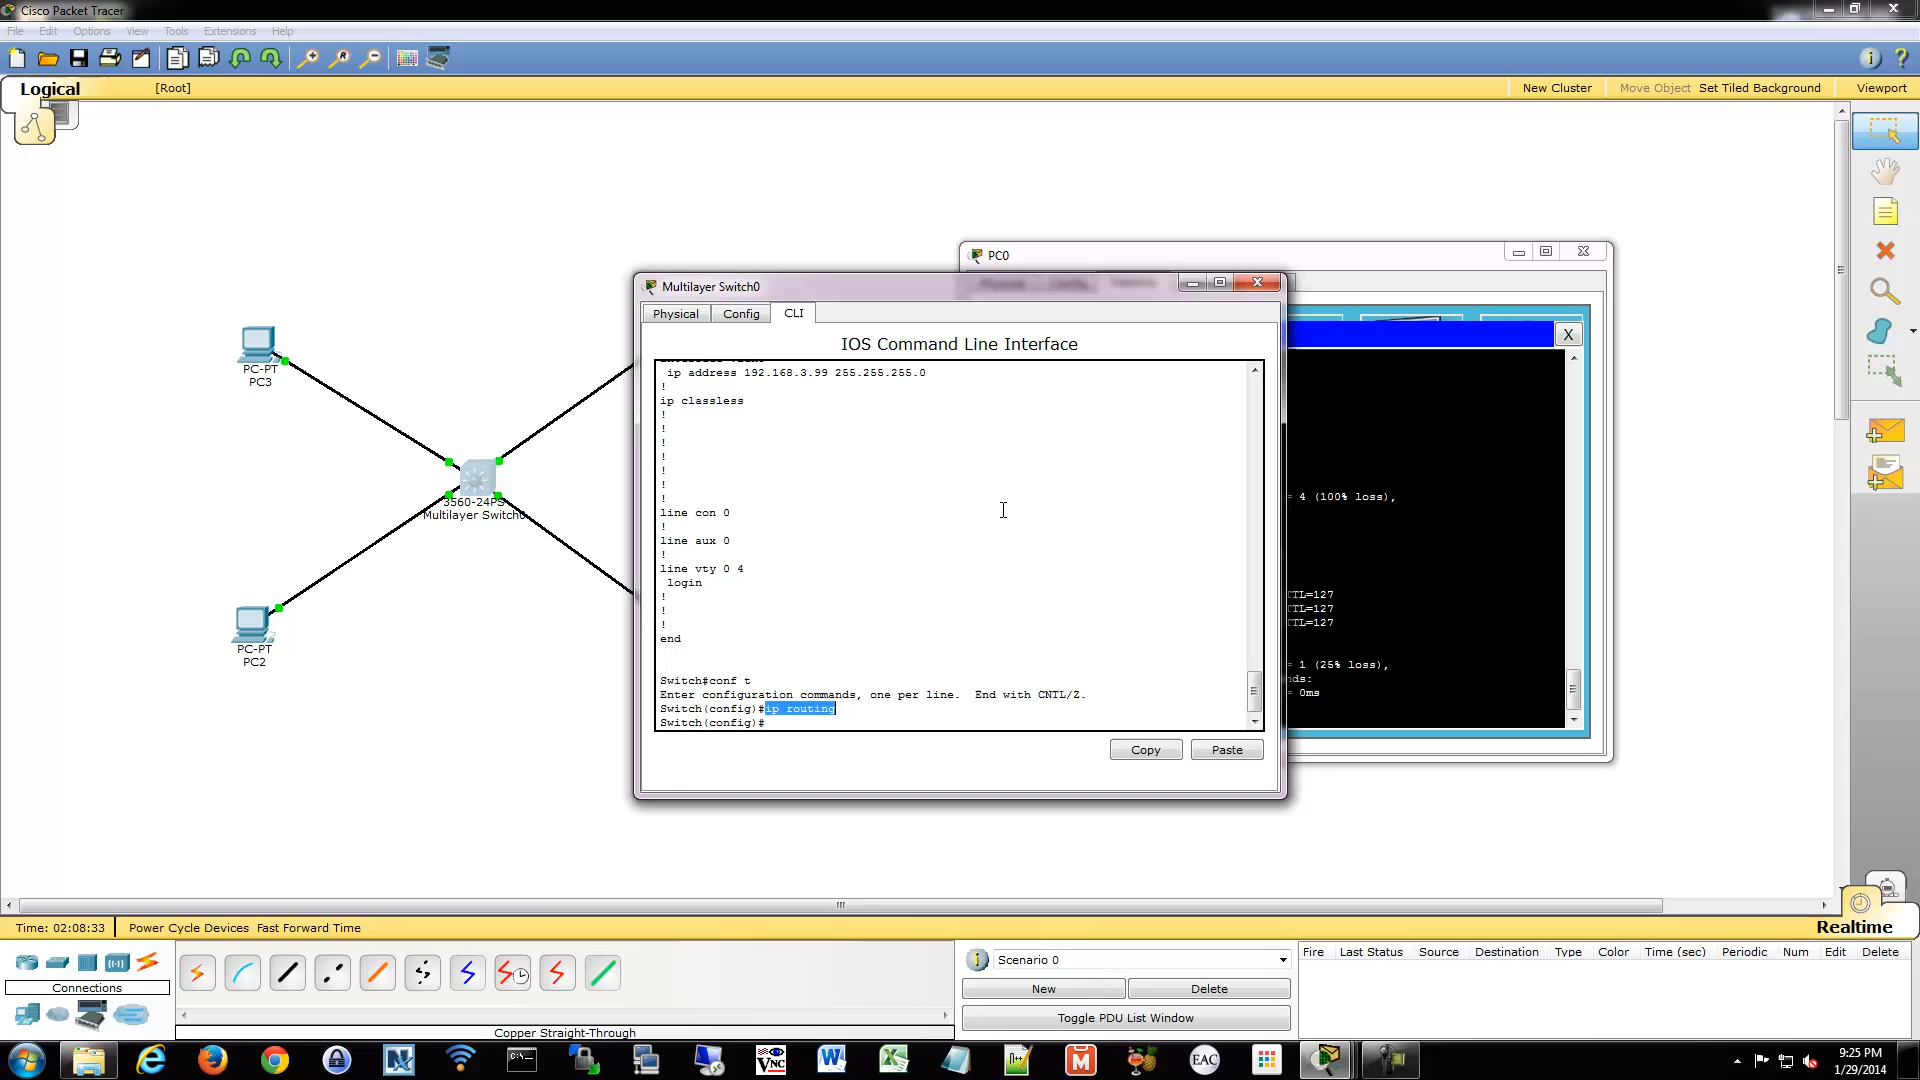 Cisco Packet Tracer
File Edit Options View Tools Extensions Help
Logical [Root] New Cluster Move Object Set Tiled Background Viewport
PC0
Multilayer Switch0
Physical Config CLI
IOS Command Line Interface
ip address 192.168.3.99 255.255.255.0
!
ip classless
!
!
!
!
!
!
!
line con 0
!
line aux 0
!
line vty 0 4
login
!
!
!
end
Switch#conf t
Enter configuration commands, one per line. End with CNTL/Z.
Switch(config)#ip routing
Switch(config)#
Copy Paste
X
= 4 (100% loss),
TTL=127
TTL=127
TTL=127
= 1 (25% loss),
nds:
= 0ms
PC-PT
PC3
3560-24PS
Multilayer Switch0
PC-PT
PC2
Time: 02:08:33 Power Cycle Devices Fast Forward Time Realtime
Connections
Copper Straight-Through
Scenario 0
New Delete
Toggle PDU List Window
Fire Last Status Source Destination Type Color Time (sec) Periodic Num Edit Delete
VNC
EAC
9:25 PM
1/29/2014